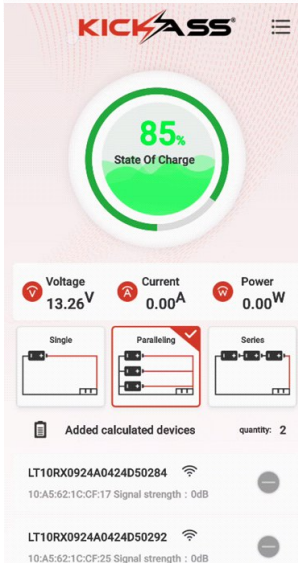 KICKASS®
85%
State Of Charge
Voltage
13.26V
Current
0.00A
Power
0.00W
Single
Paralleling
Series
Added calculated devices
quantity: 2
LT10RX0924A0424D50284
10:A5:62:1C:CF:17 Signal strength : 0dB
LT10RX0924A0424D50292
10:A5:62:1C:CF:25 Signal strength : 0dB